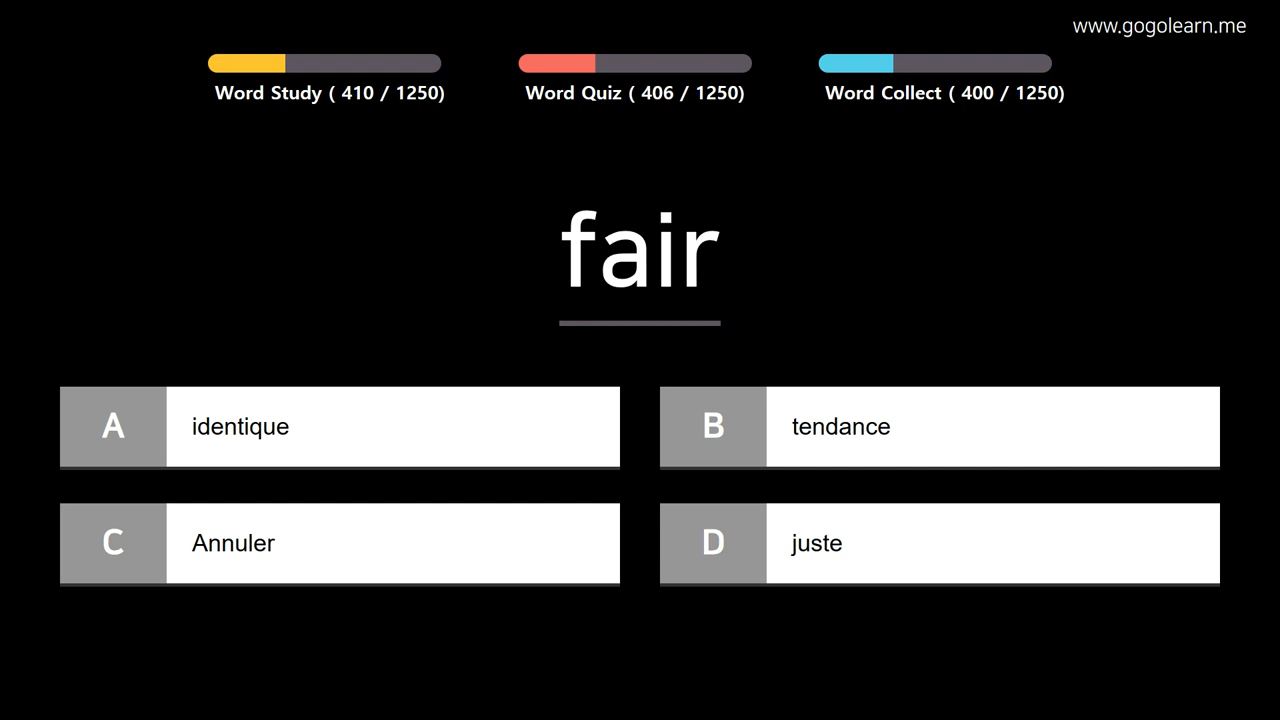 www.gogolearn.me
Word Study ( 410 / 1250)
Word Quiz ( 406 / 1250)
Word Collect ( 400 / 1250)
fair
A identique
B tendance
C Annuler
D juste